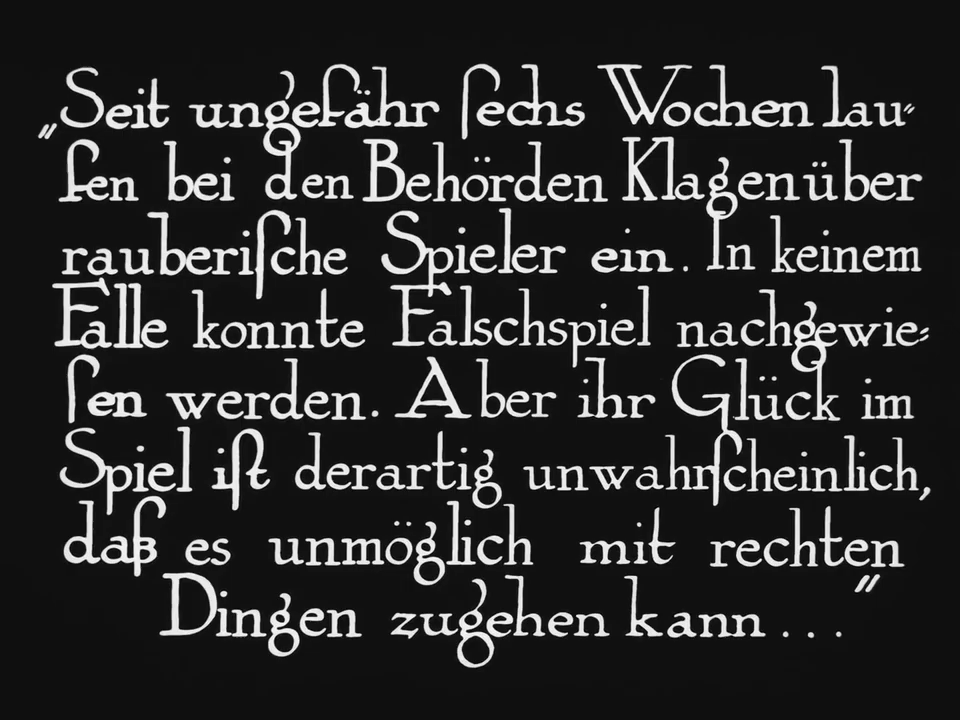 „Seit ungefähr ſechs Wochen lau-
fen bei den Behörden Klagen über
rauberiſche Spieler ein. In keinem
Falle konnte Falschspiel nachgewie-
ſen werden. Aber ihr Glück im
Spiel iſt derartig unwahrſcheinlich,
daß es unmöglich mit rechten
Dingen zugehen kann . . ."